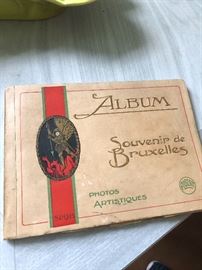 ALBUM
Souvenir de
Bruxelles
PHOTOS
ARTISTIQUES